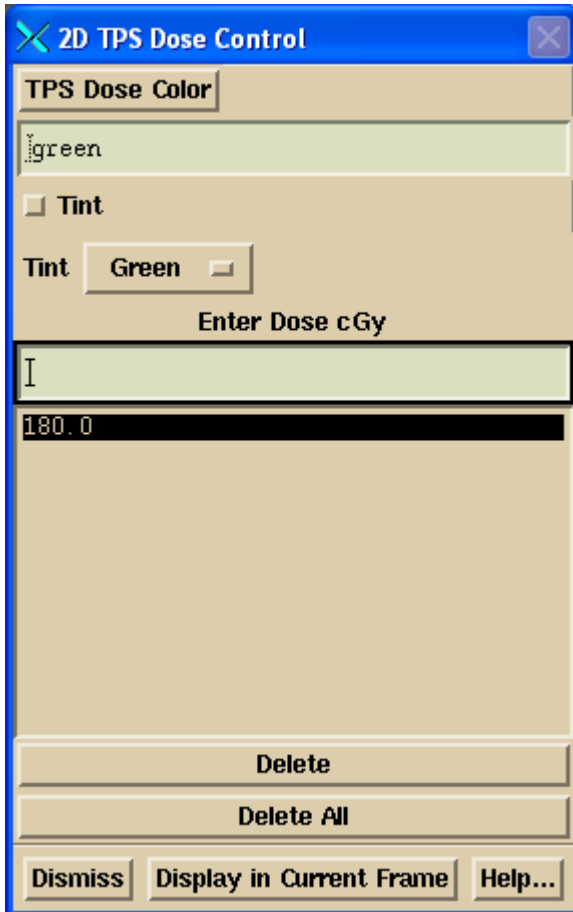 2D TPS Dose Control
TPS Dose Color
green
Tint
Tint Green
Enter Dose cGy
180.0
Delete
Delete All
Dismiss Display in Current Frame Help...